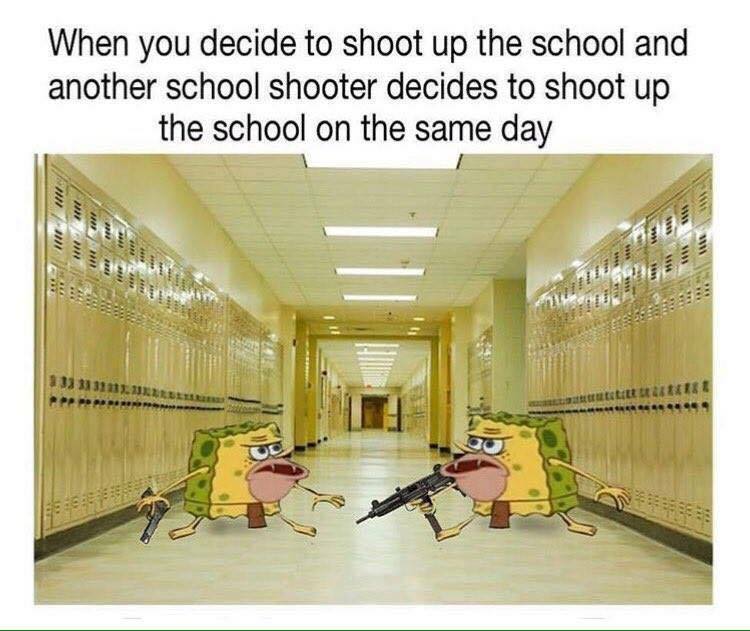 When you decide to shoot up the school and
another school shooter decides to shoot up
the school on the same day